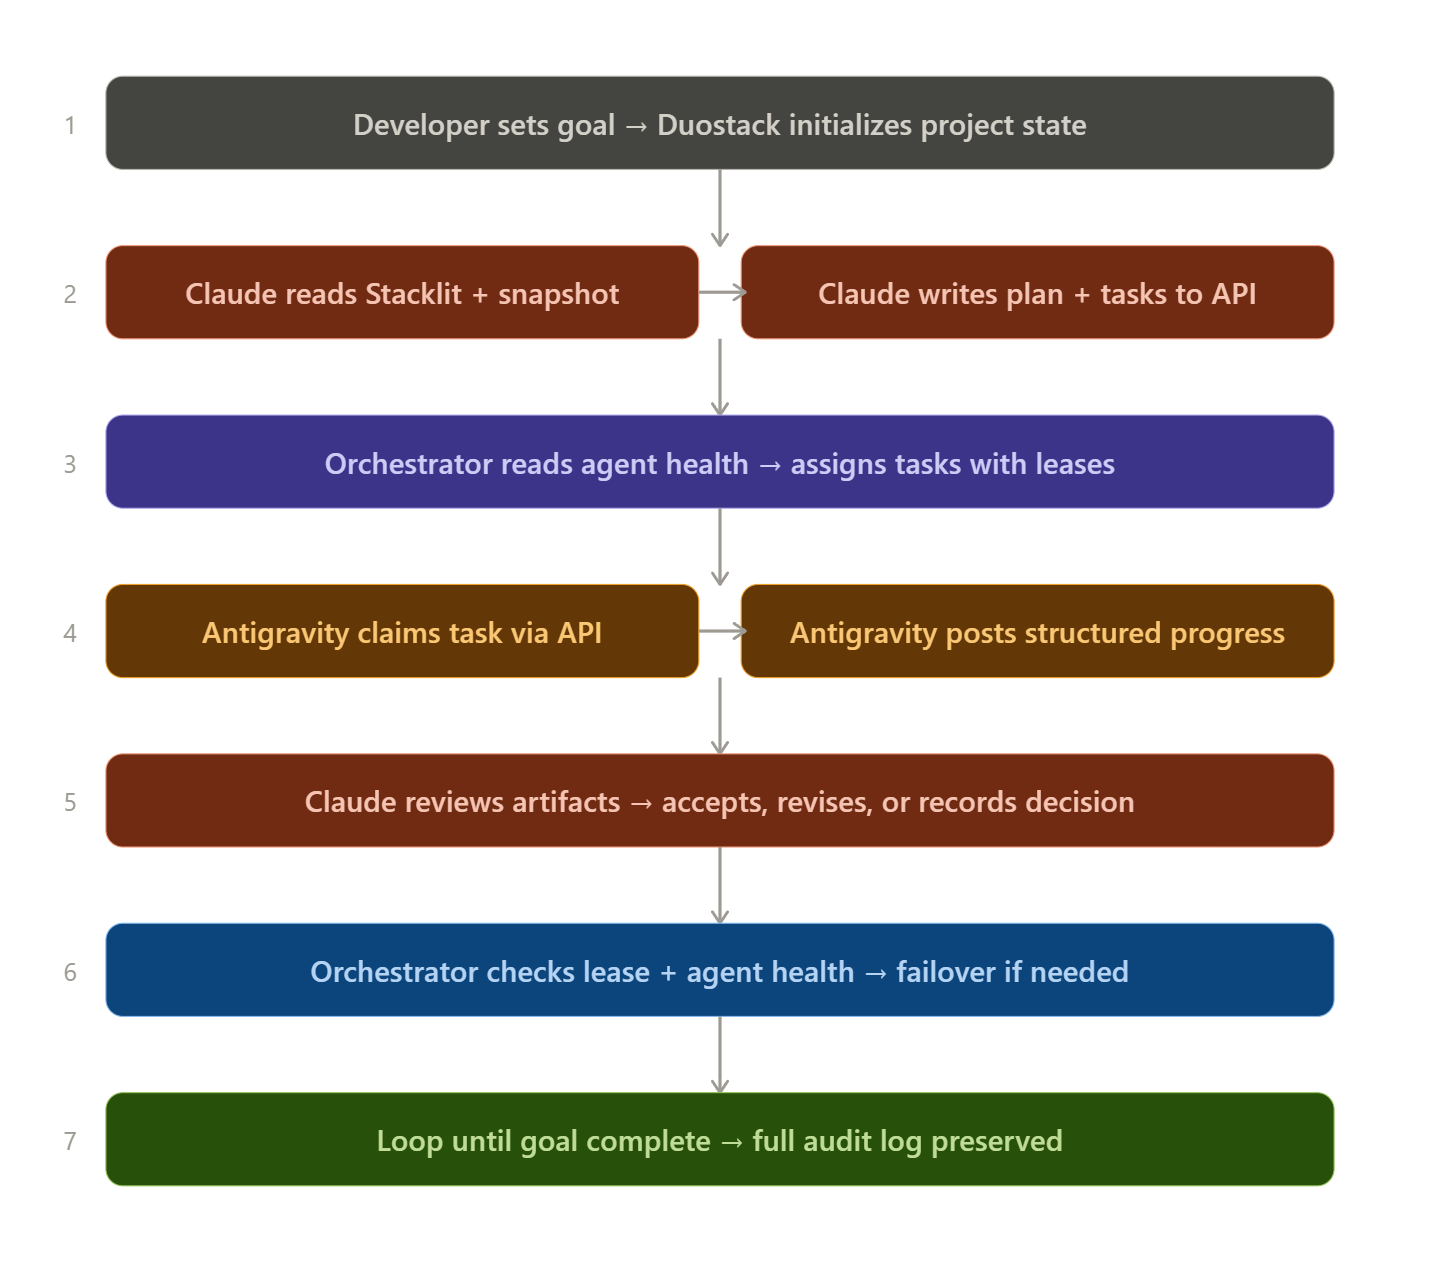 1
Developer sets goal → Duostack initializes project state
2
Claude reads Stacklit + snapshot
Claude writes plan + tasks to API
3
Orchestrator reads agent health → assigns tasks with leases
4
Antigravity claims task via API
Antigravity posts structured progress
5
Claude reviews artifacts → accepts, revises, or records decision
6
Orchestrator checks lease + agent health → failover if needed
7
Loop until goal complete → full audit log preserved